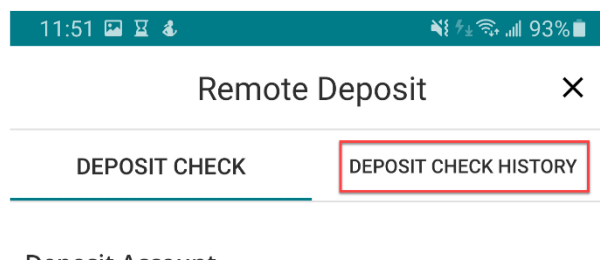 11:51 93%
Remote Deposit
DEPOSIT CHECK DEPOSIT CHECK HISTORY
Deposit Account